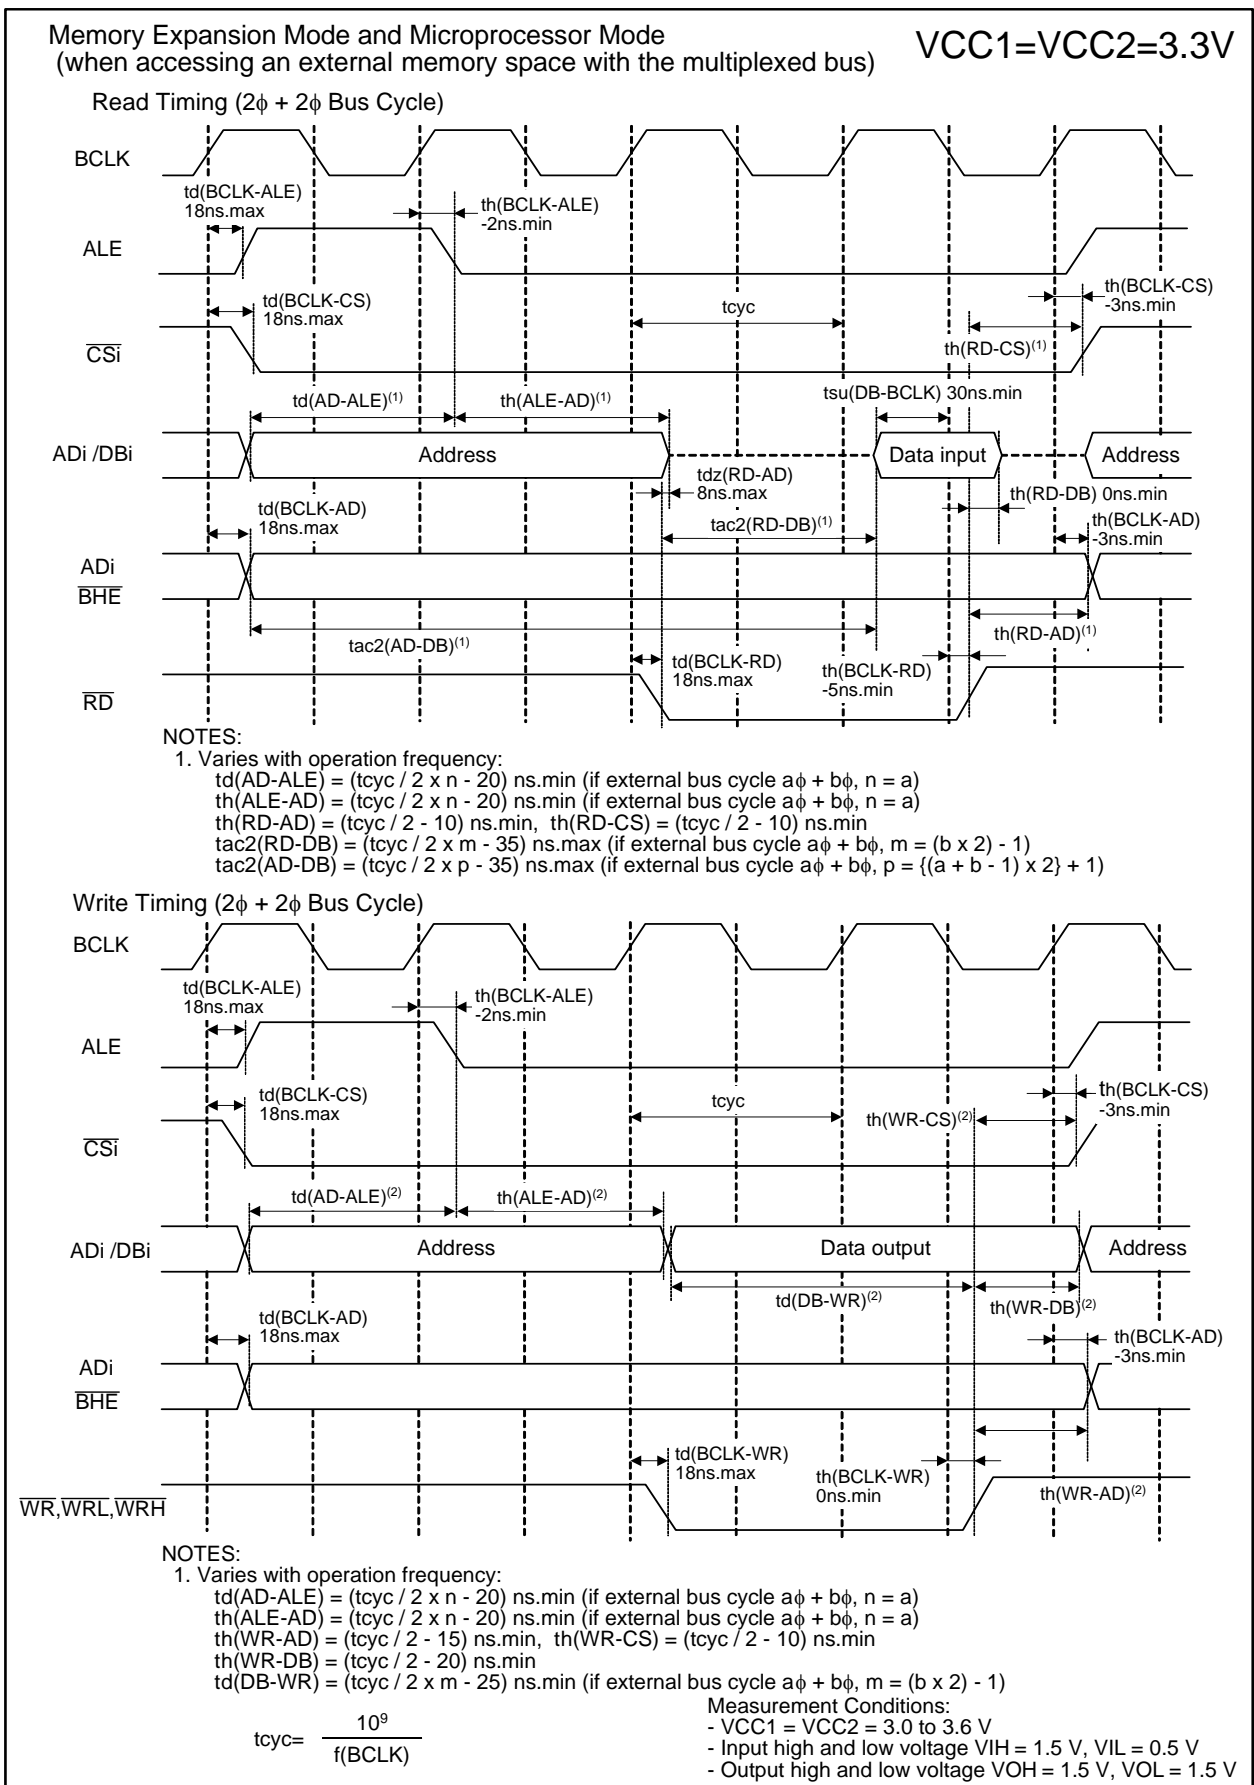 Memory Expansion Mode and Microprocessor Mode
(when accessing an external memory space with the multiplexed bus)
VCC1=VCC2=3.3V
Read Timing (2ϕ + 2ϕ Bus Cycle)
BCLK
td(BCLK-ALE)
18ns.max
th(BCLK-ALE)
-2ns.min
ALE
td(BCLK-CS)
18ns.max
tcyc
th(BCLK-CS)
-3ns.min
CSi
th(RD-CS)(1)
td(AD-ALE)(1)
th(ALE-AD)(1)
tsu(DB-BCLK) 30ns.min
ADi /DBi
Address
Data input
Address
tdz(RD-AD)
8ns.max
th(RD-DB) 0ns.min
td(BCLK-AD)
18ns.max
tac2(RD-DB)(1)
th(BCLK-AD)
-3ns.min
ADi
BHE
tac2(AD-DB)(1)
th(RD-AD)(1)
td(BCLK-RD)
18ns.max
th(BCLK-RD)
-5ns.min
RD
NOTES:
1. Varies with operation frequency:
td(AD-ALE) = (tcyc / 2 x n - 20) ns.min (if external bus cycle aϕ + bϕ, n = a)
th(ALE-AD) = (tcyc / 2 x n - 20) ns.min (if external bus cycle aϕ + bϕ, n = a)
th(RD-AD) = (tcyc / 2 - 10) ns.min, th(RD-CS) = (tcyc / 2 - 10) ns.min
tac2(RD-DB) = (tcyc / 2 x m - 35) ns.max (if external bus cycle aϕ + bϕ, m = (b x 2) - 1)
tac2(AD-DB) = (tcyc / 2 x p - 35) ns.max (if external bus cycle aϕ + bϕ, p = {(a + b - 1) x 2} + 1)
Write Timing (2ϕ + 2ϕ Bus Cycle)
BCLK
td(BCLK-ALE)
18ns.max
th(BCLK-ALE)
-2ns.min
ALE
td(BCLK-CS)
18ns.max
tcyc
th(WR-CS)(2)
th(BCLK-CS)
-3ns.min
CSi
td(AD-ALE)(2)
th(ALE-AD)(2)
ADi /DBi
Address
Data output
Address
td(DB-WR)(2)
th(WR-DB)(2)
td(BCLK-AD)
18ns.max
th(BCLK-AD)
-3ns.min
ADi
BHE
td(BCLK-WR)
18ns.max
th(BCLK-WR)
0ns.min
th(WR-AD)(2)
WR,WRL,WRH
NOTES:
1. Varies with operation frequency:
td(AD-ALE) = (tcyc / 2 x n - 20) ns.min (if external bus cycle aϕ + bϕ, n = a)
th(ALE-AD) = (tcyc / 2 x n - 20) ns.min (if external bus cycle aϕ + bϕ, n = a)
th(WR-AD) = (tcyc / 2 - 15) ns.min, th(WR-CS) = (tcyc / 2 - 10) ns.min
th(WR-DB) = (tcyc / 2 - 20) ns.min
td(DB-WR) = (tcyc / 2 x m - 25) ns.min (if external bus cycle aϕ + bϕ, m = (b x 2) - 1)
tcyc= 10⁹ / f(BCLK)
Measurement Conditions:
- VCC1 = VCC2 = 3.0 to 3.6 V
- Input high and low voltage VIH = 1.5 V, VIL = 0.5 V
- Output high and low voltage VOH = 1.5 V, VOL = 1.5 V